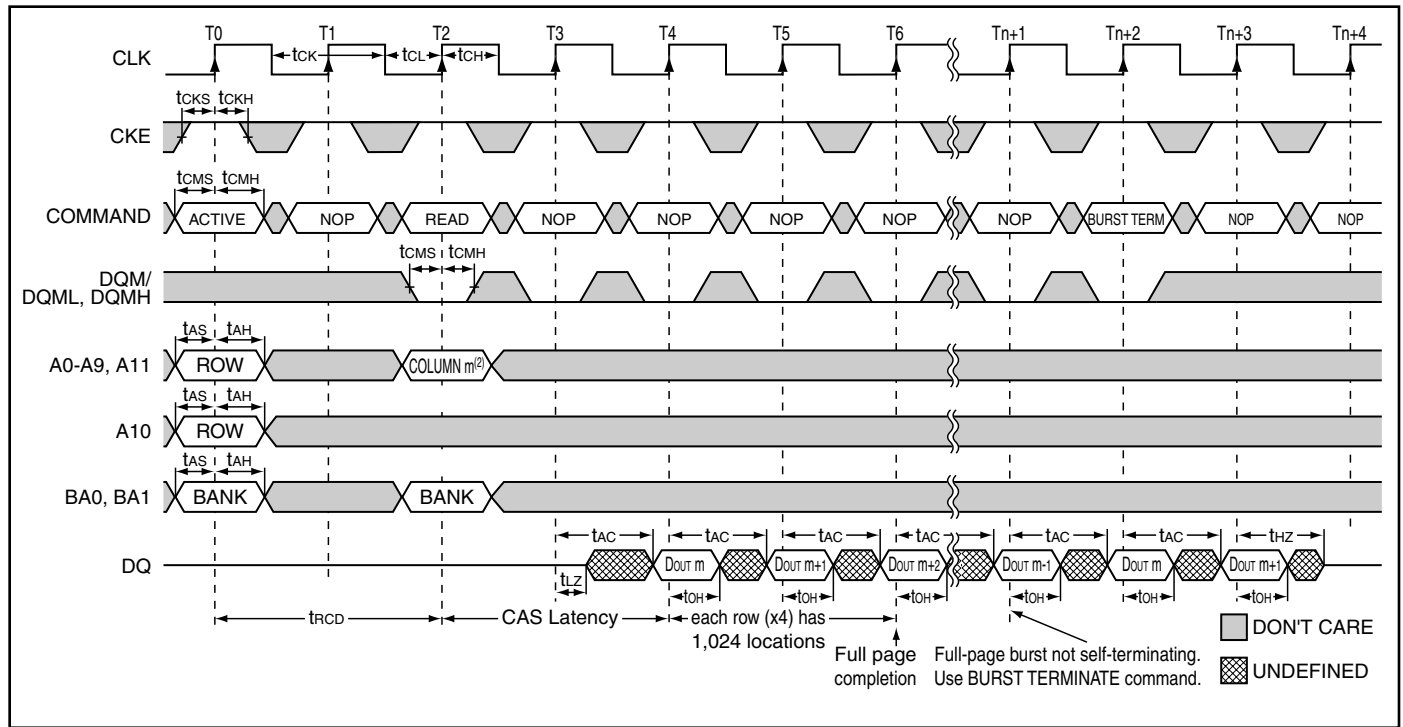 T0 T1 T2 T3 T4 T5 T6 Tn+1 Tn+2 Tn+3 Tn+4
CLK tCK tCL tCH
tCKS tCKH
CKE
tCMS tCMH
COMMAND ACTIVE NOP READ NOP NOP NOP NOP NOP BURST TERM NOP NOP
tCMS tCMH
DQM/
DQML, DQMH
tAS tAH
A0-A9, A11 ROW COLUMN m(2)
tAS tAH
A10 ROW
tAS tAH
BA0, BA1 BANK BANK
tAC tAC tAC tAC tAC tAC tHZ
DQ DOUT m DOUT m+1 DOUT m+2 DOUT m-1 DOUT m DOUT m+1
tLZ tOH tOH tOH tOH tOH tOH
tRCD CAS Latency each row (x4) has
1,024 locations
Full page
completion
Full-page burst not self-terminating.
Use BURST TERMINATE command.
DON'T CARE
UNDEFINED